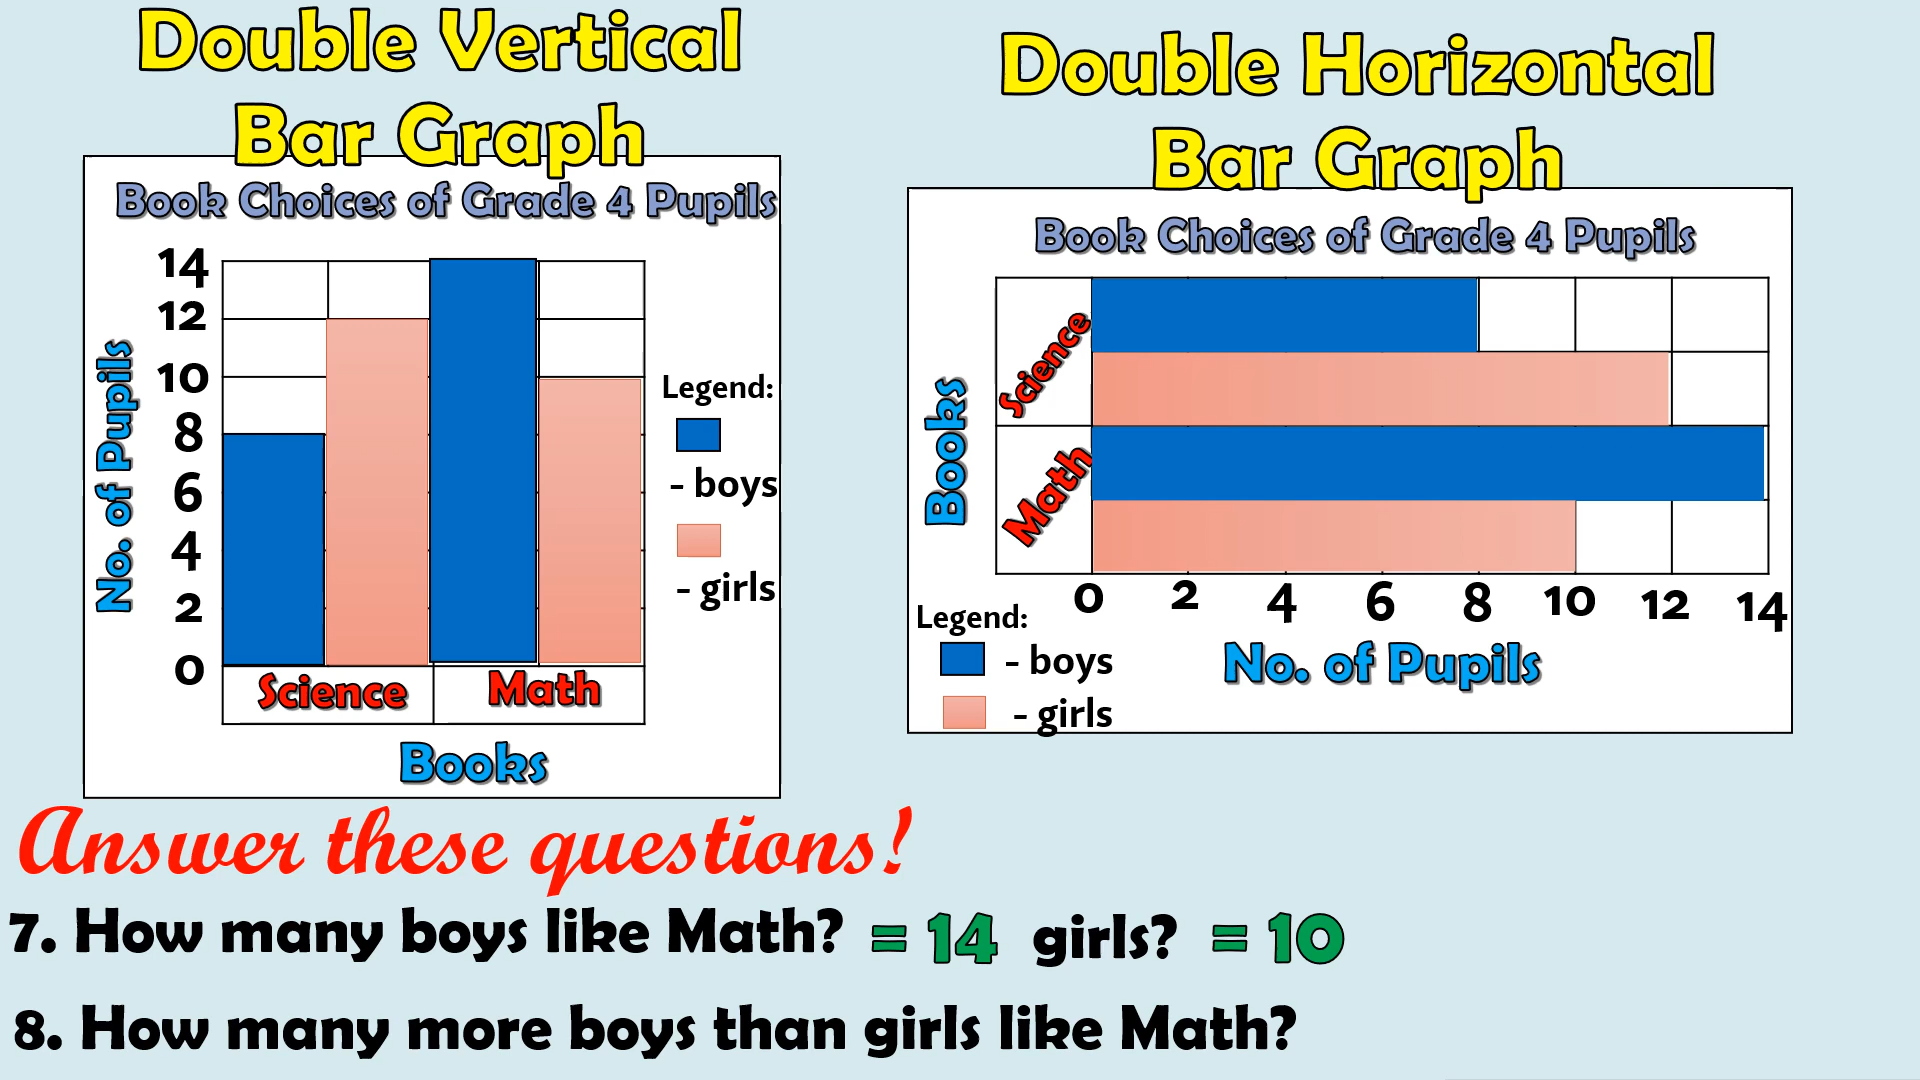 Double Vertical
Bar Graph
Book Choices of Grade 4 Pupils
14
12
10
8
6
4
2
0
No. of Pupils
Science Math
Books
Legend:
- boys
- girls
Double Horizontal
Bar Graph
Book Choices of Grade 4 Pupils
Books
Science
Math
0 2 4 6 8 10 12 14
No. of Pupils
Legend:
- boys
- girls
Answer these questions!
7. How many boys like Math? = 14 girls? = 10
8. How many more boys than girls like Math?